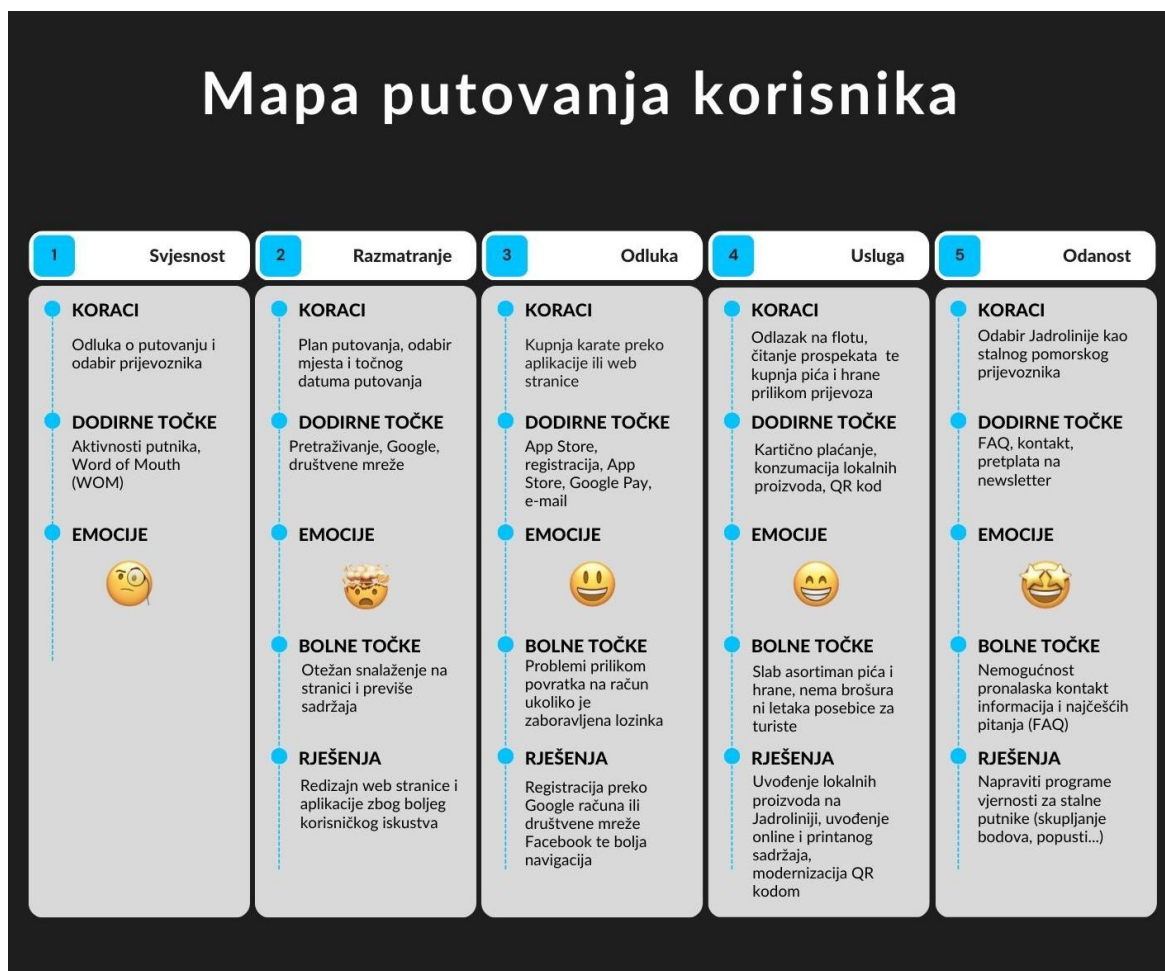 Mapa putovanja korisnika
1
Svjesnost
KORACI
Odluka o putovanju i
odabir prijevoznika
DODIRNE TOČKE
Aktivnosti putnika,
Word of Mouth
(WOM)
EMOCIJE
2
Razmatranje
KORACI
Plan putovanja, odabir
mjesta i točnog
datuma putovanja
DODIRNE TOČKE
Pretraživanje, Google,
društvene mreže
EMOCIJE
BOLNE TOČKE
Otežan snalaženje na
stranici i previše
sadržaja
RJEŠENJA
Redizajn web stranice i
aplikacije zbog boljeg
korisničkog iskustva
3
Odluka
KORACI
Kupnja karate preko
aplikacije ili web
stranice
DODIRNE TOČKE
App Store,
registracija, App
Store, Google Pay,
e-mail
EMOCIJE
BOLNE TOČKE
Problemi prilikom
povratka na račun
ukoliko je
zaboravljena lozinka
RJEŠENJA
Registracija preko
Google računa ili
društvene mreže
Facebook te bolja
navigacija
4
Usluga
KORACI
Odlazak na flotu,
čitanje prospekata te
kupnja pića i hrane
prilikom prijevoza
DODIRNE TOČKE
Kartično plaćanje,
konzumacija lokalnih
proizvoda, QR kod
EMOCIJE
BOLNE TOČKE
Slab asortiman pića i
hrane, nema brošura
ni letaka posebice za
turiste
RJEŠENJA
Uvođenje lokalnih
proizvoda na
Jadroliniji, uvođenje
online i printanog
sadržaja,
modernizacija QR
kodom
5
Odanost
KORACI
Odabir Jadrolinije kao
stalnog pomorskog
prijevoznika
DODIRNE TOČKE
FAQ, kontakt,
pretplata na
newsletter
EMOCIJE
BOLNE TOČKE
Nemogućnost
pronalaska kontakt
informacija i najčešćih
pitanja (FAQ)
RJEŠENJA
Napraviti programe
vjernosti za stalne
putnike (skupljanje
bodova, popusti...)